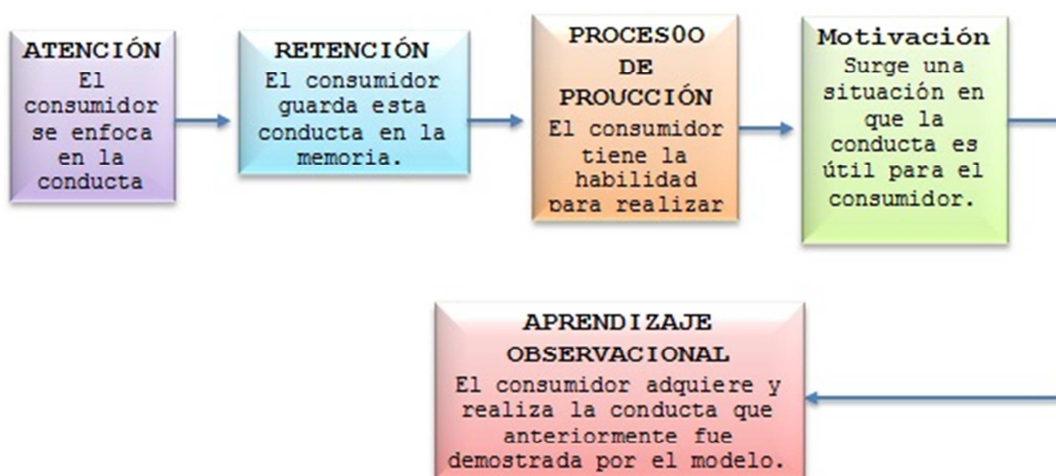 ATENCIÓN
El
consumidor
se enfoca
en la
conducta
RETENCIÓN
El consumidor
guarda esta
conducta en la
memoria.
PROCES0O
DE
PROUCCIÓN
El consumidor
tiene la
habilidad
para realizar
Motivación
Surge una
situación en
que la
conducta es
útil para el
consumidor.
APRENDIZAJE
OBSERVACIONAL
El consumidor adquiere y
realiza la conducta que
anteriormente fue
demostrada por el modelo.